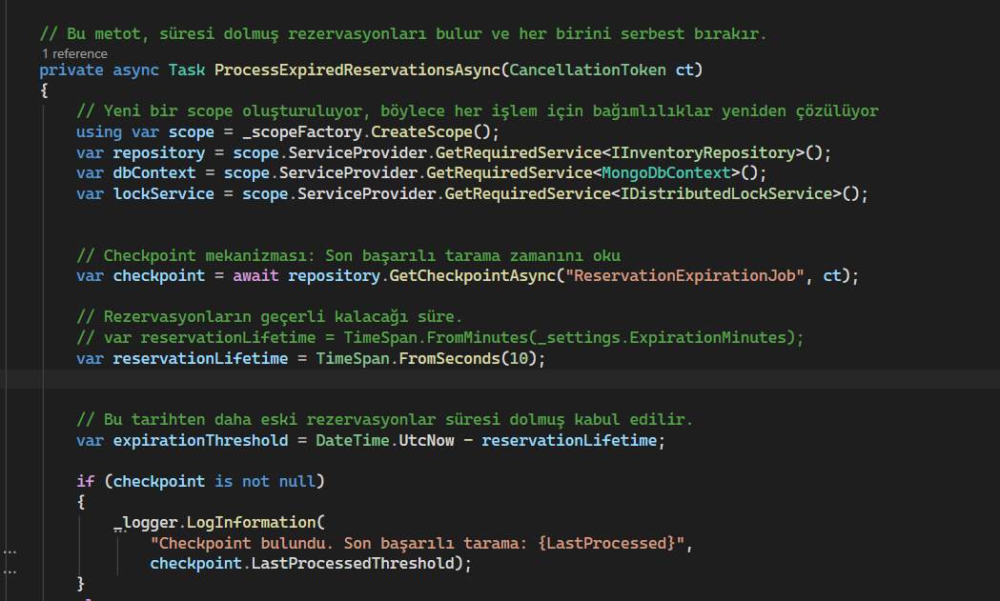 // Bu metot, süresi dolmuş rezervasyonları bulur ve her birini serbest bırakır.
1 reference
private async Task ProcessExpiredReservationsAsync(CancellationToken ct)
{
// Yeni bir scope oluşturuluyor, böylece her işlem için bağımlılıklar yeniden çözülüyor
using var scope = _scopeFactory.CreateScope();
var repository = scope.ServiceProvider.GetRequiredService<IInventoryRepository>();
var dbContext = scope.ServiceProvider.GetRequiredService<MongoDbContext>();
var lockService = scope.ServiceProvider.GetRequiredService<IDistributedLockService>();
// Checkpoint mekanizması: Son başarılı tarama zamanını oku
var checkpoint = await repository.GetCheckpointAsync("ReservationExpirationJob", ct);
// Rezervasyonların geçerli kalacağı süre.
// var reservationLifetime = TimeSpan.FromMinutes(_settings.ExpirationMinutes);
var reservationLifetime = TimeSpan.FromSeconds(10);
// Bu tarihten daha eski rezervasyonlar süresi dolmuş kabul edilir.
var expirationThreshold = DateTime.UtcNow - reservationLifetime;
if (checkpoint is not null)
{
_logger.LogInformation(
"Checkpoint bulundu. Son başarılı tarama: {LastProcessed}",
checkpoint.LastProcessedThreshold);
}